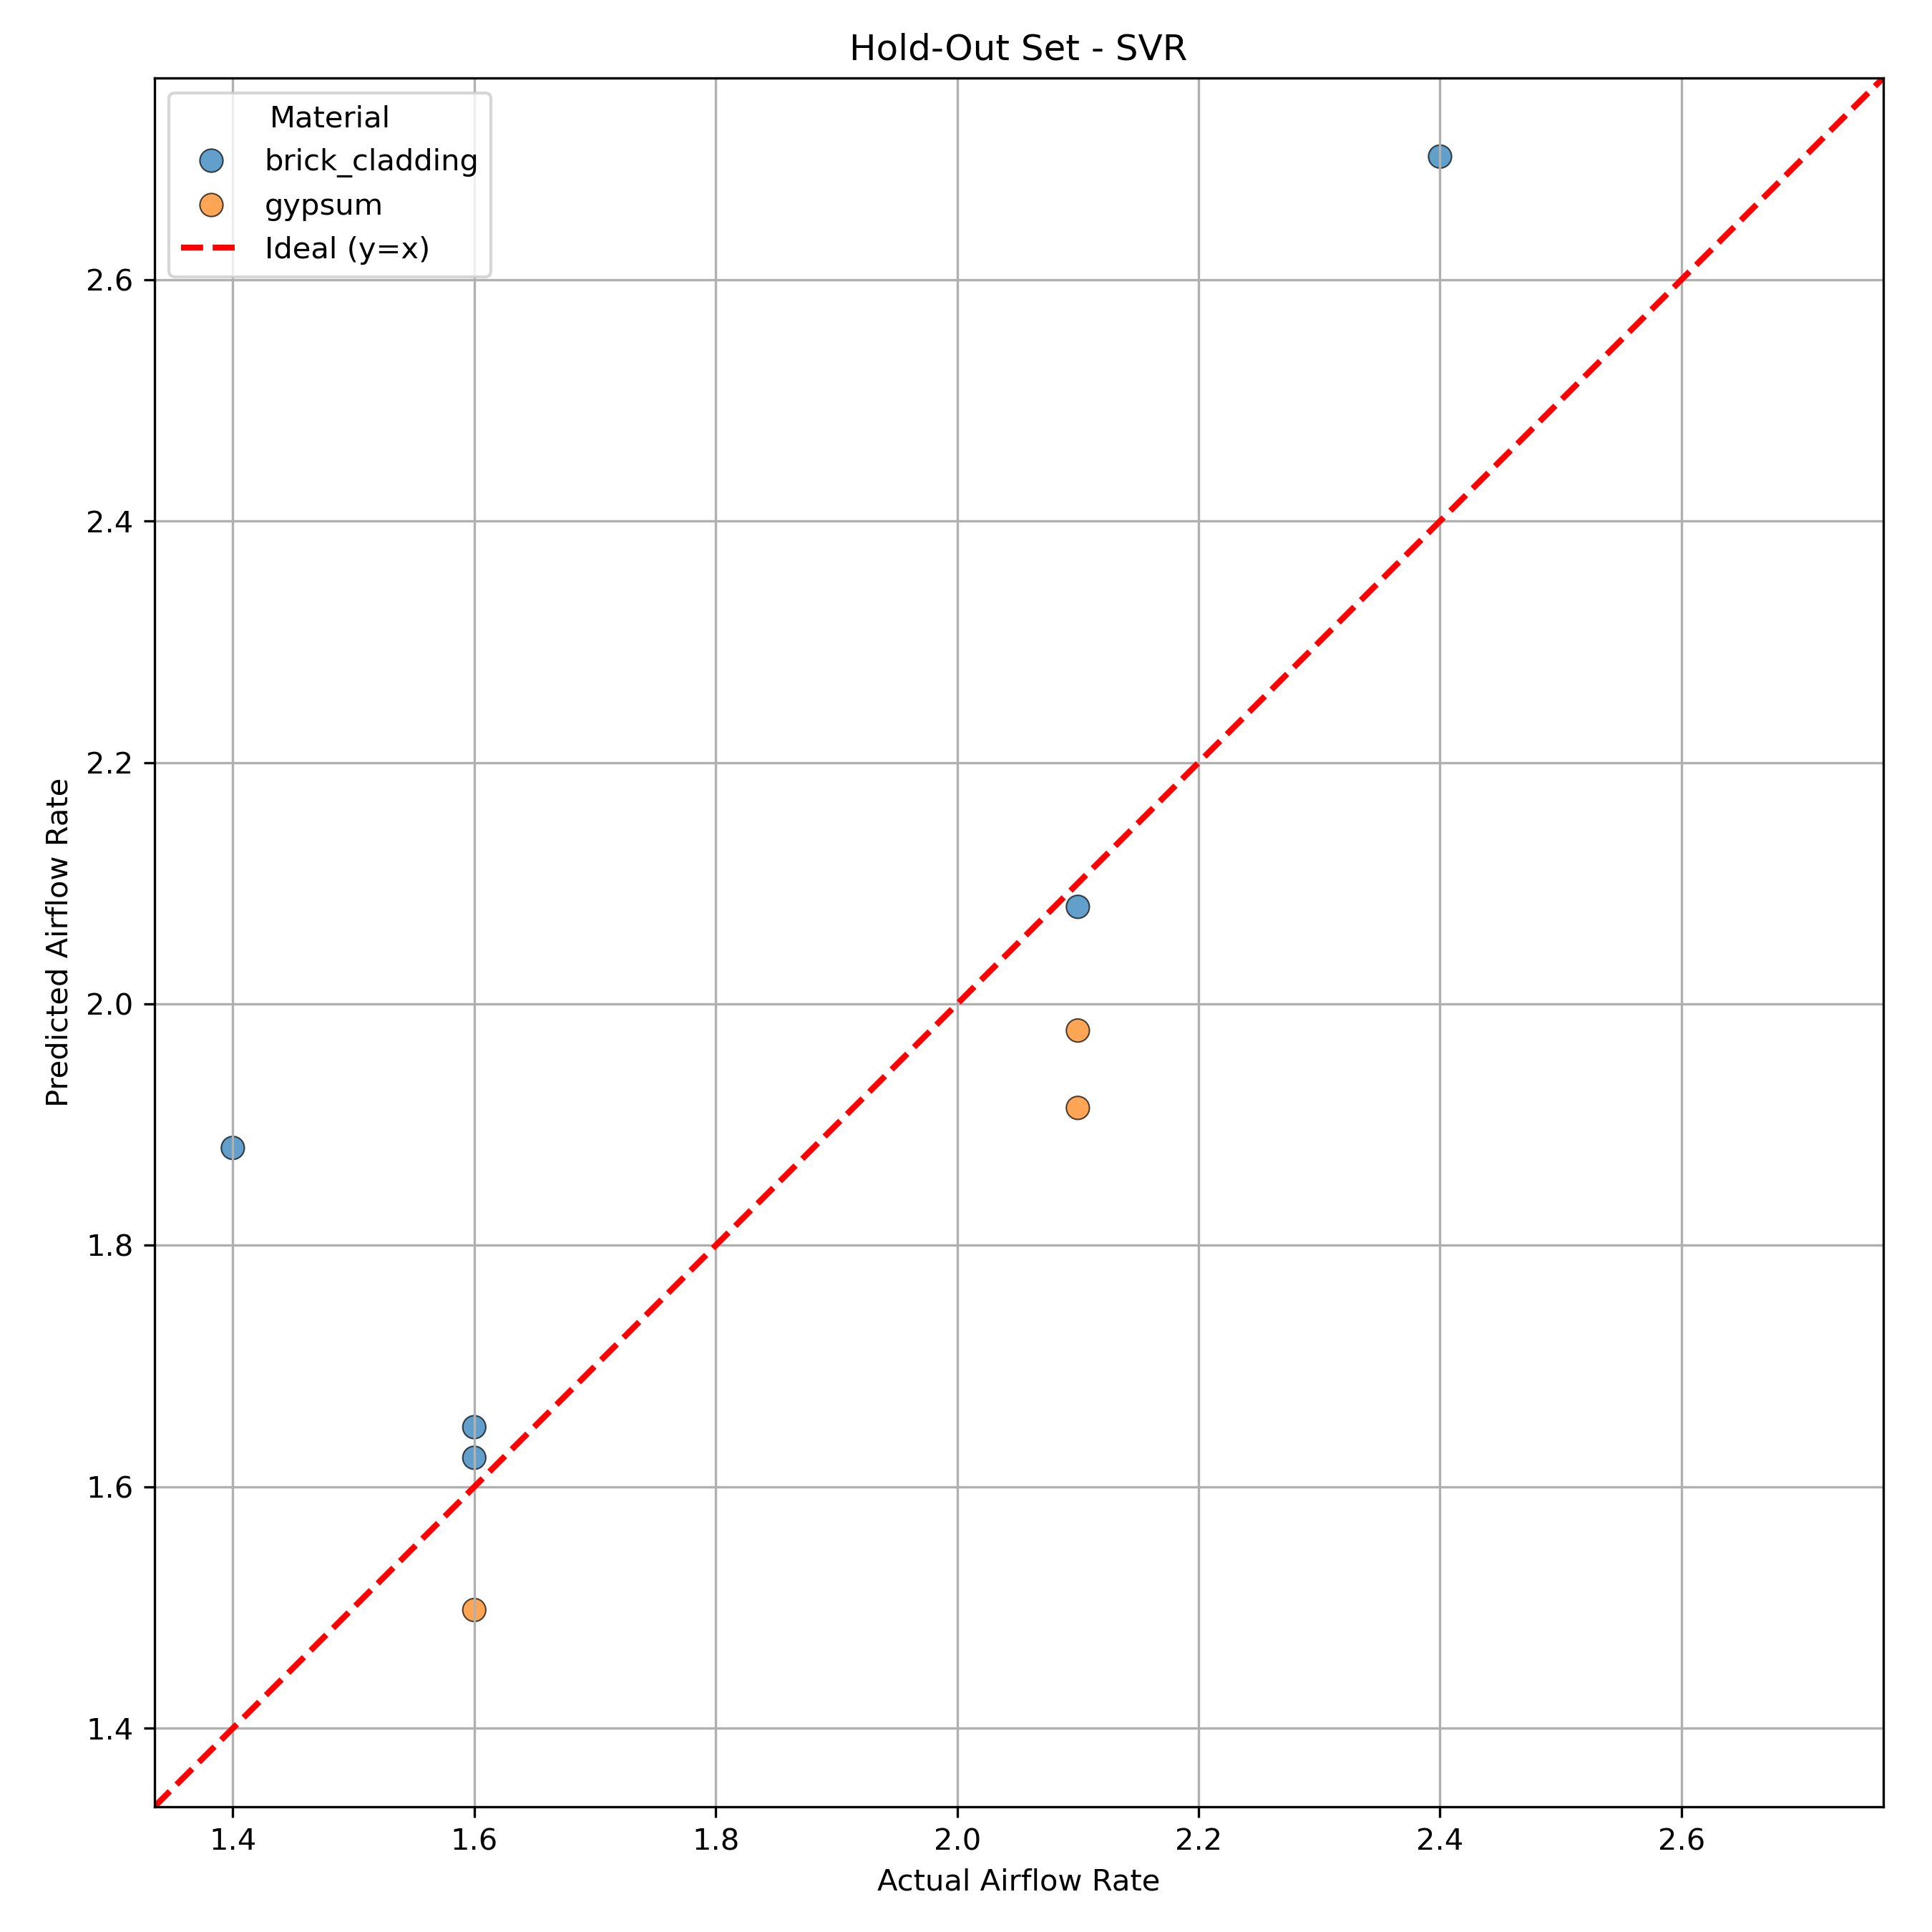 Hold-Out Set - SVR
Material
brick_cladding
gypsum
Ideal (y=x)
2.6
2.4
2.2
2.0
1.8
1.6
1.4
Predicted Airflow Rate
1.4 1.6 1.8 2.0 2.2 2.4 2.6
Actual Airflow Rate